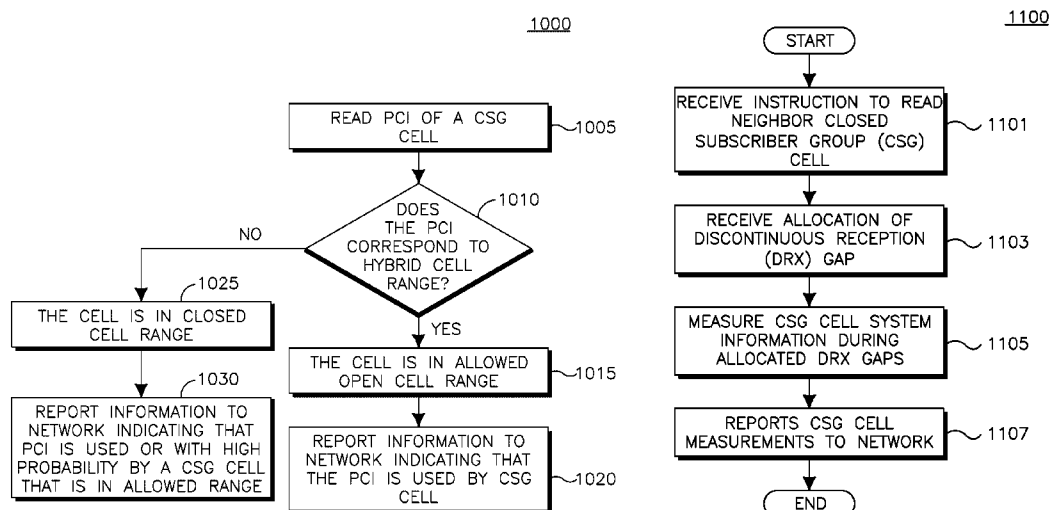 1000
READ PCI OF A CSG
CELL
1005
DOES
THE PCI
CORRESPOND TO
HYBRID CELL
RANGE?
1010
NO
YES
1025
THE CELL IS IN CLOSED
CELL RANGE
1030
REPORT INFORMATION TO
NETWORK INDICATING THAT
PCI IS USED OR WITH HIGH
PROBABILITY BY A CSG CELL
THAT IS IN ALLOWED RANGE
THE CELL IS IN ALLOWED
OPEN CELL RANGE
1015
REPORT INFORMATION TO
NETWORK INDICATING THAT
THE PCI IS USED BY CSG
CELL
1020
1100
START
RECEIVE INSTRUCTION TO READ
NEIGHBOR CLOSED
SUBSCRIBER GROUP (CSG)
CELL
1101
RECEIVE ALLOCATION OF
DISCONTINUOUS RECEPTION
(DRX) GAP
1103
MEASURE CSG CELL SYSTEM
INFORMATION DURING
ALLOCATED DRX GAPS
1105
REPORTS CSG CELL
MEASUREMENTS TO NETWORK
1107
END